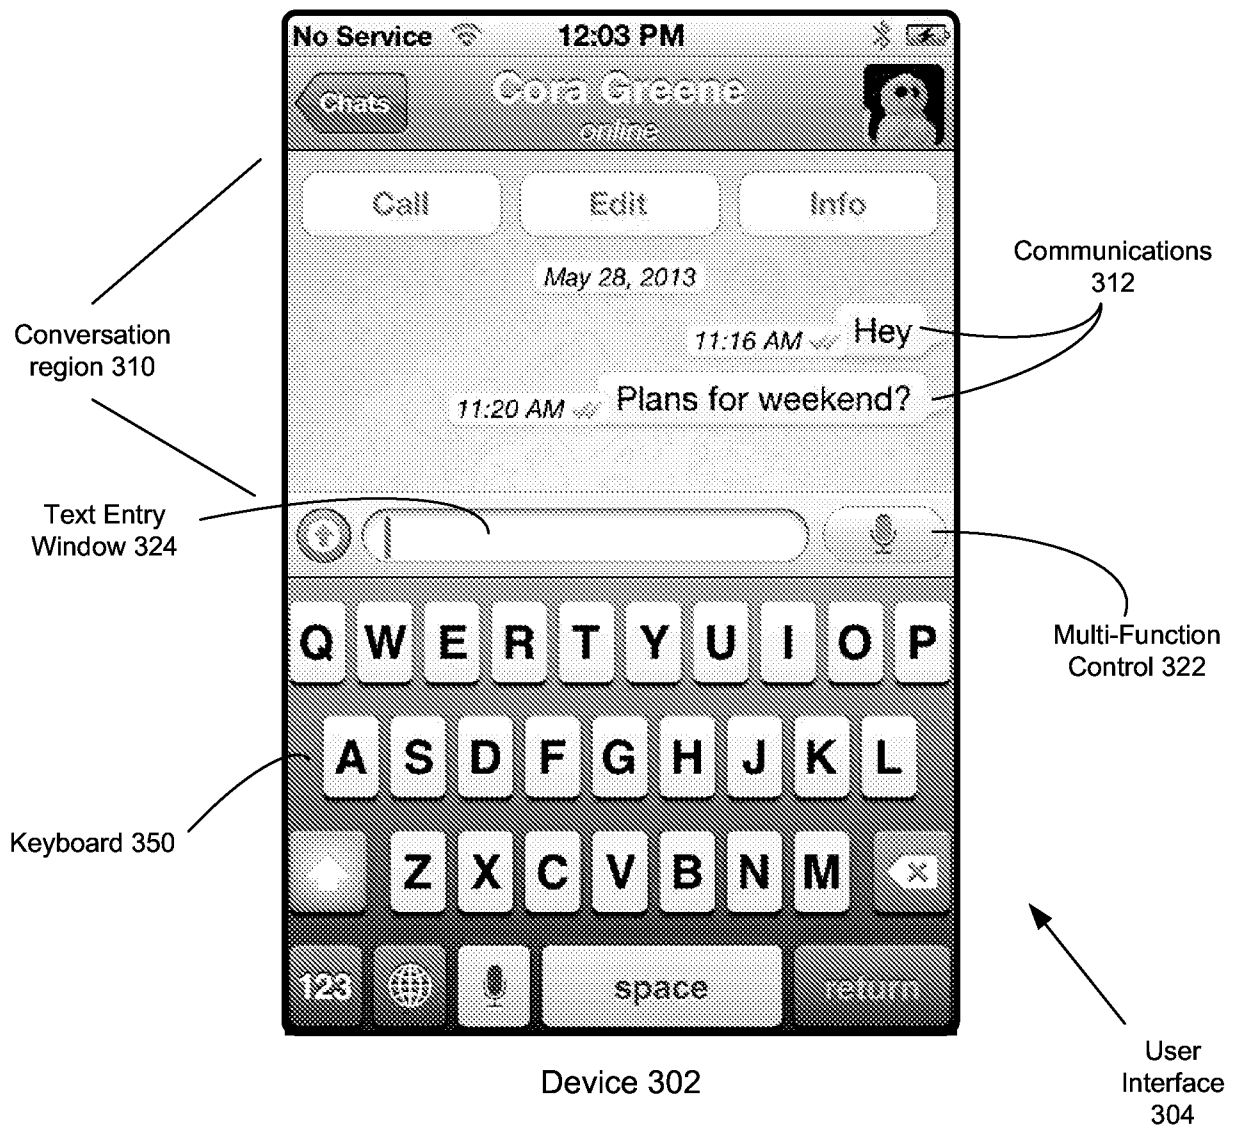 No Service 12:03 PM
Chats
Cora Greene
online
Call Edit Info
May 28, 2013
Communications
312
11:16 AM Hey
Conversation
region 310
11:20 AM Plans for weekend?
Text Entry
Window 324
Q W E R T Y U I O P
Multi-Function
Control 322
A S D F G H J K L
Keyboard 350
Z X C V B N M
123 space return
User
Interface
304
Device 302